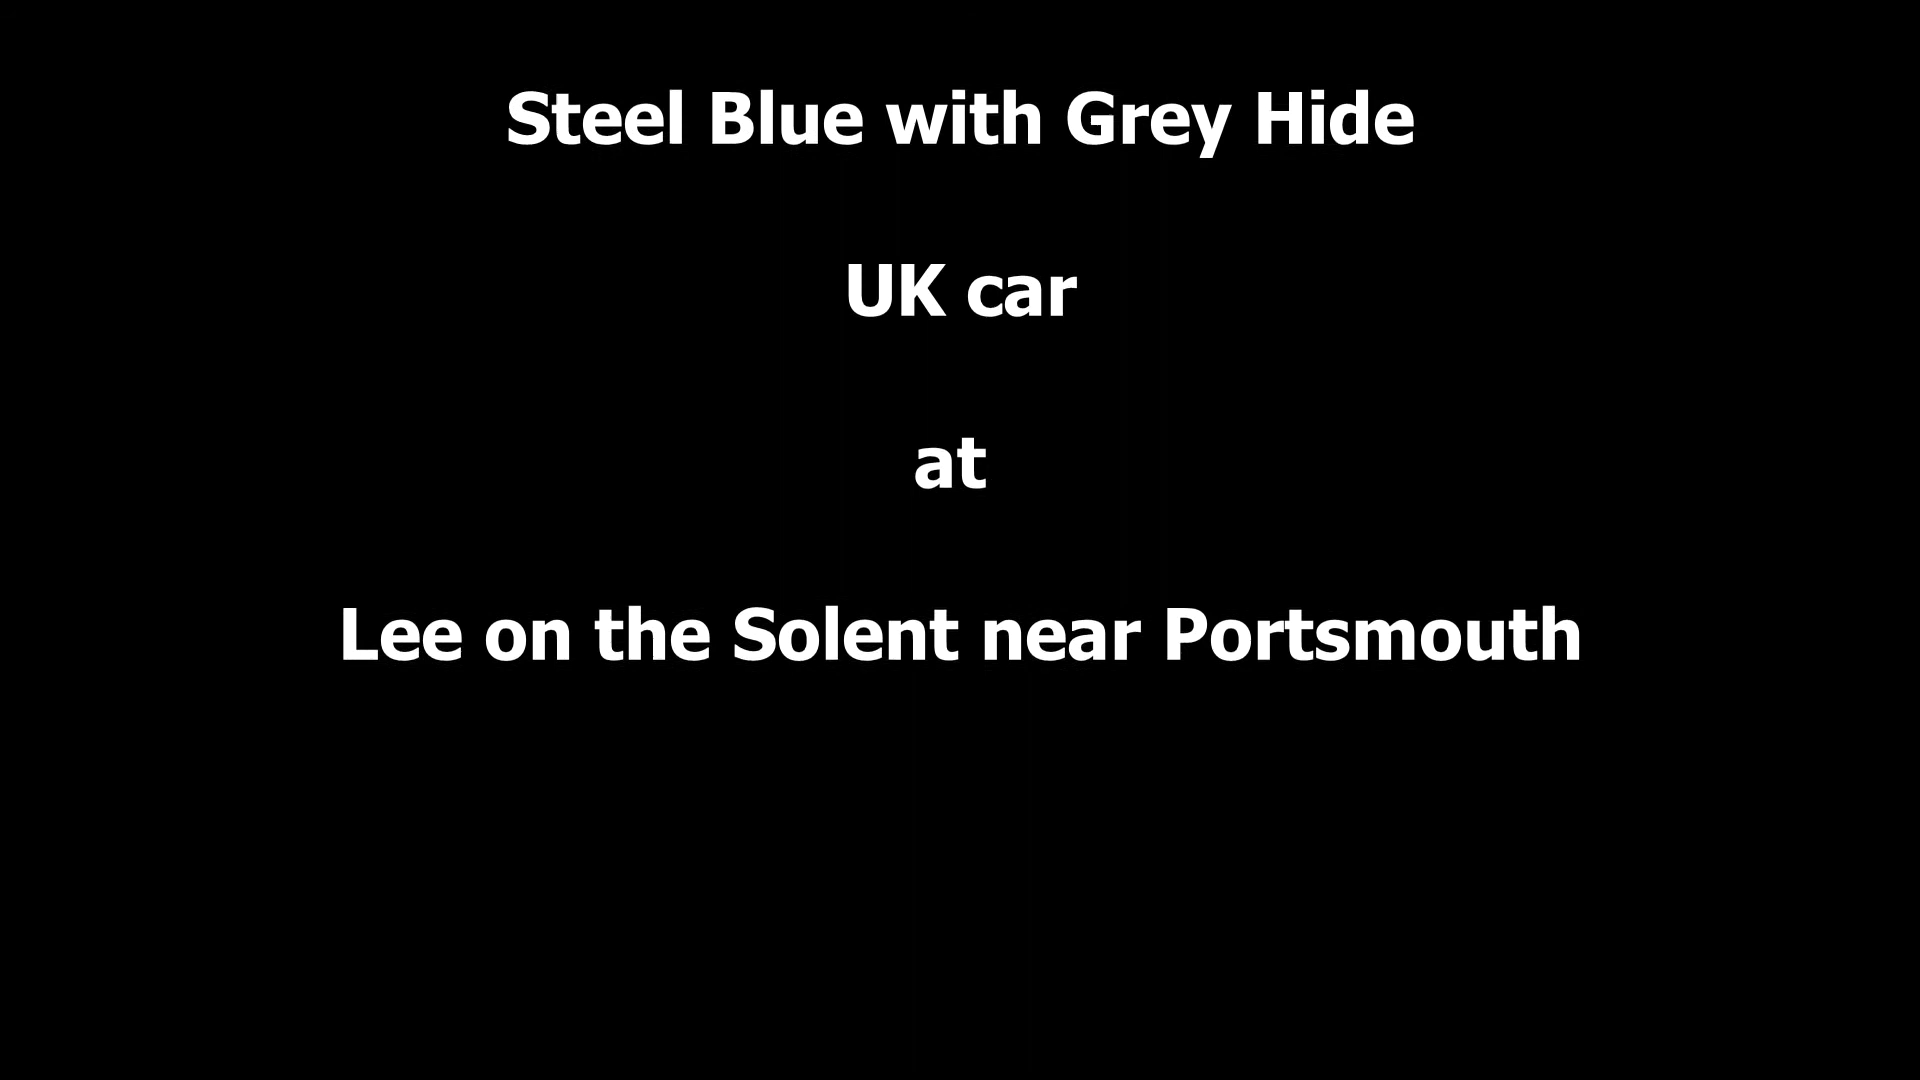 Steel Blue with Grey Hide
UK car
at
Lee on the Solent near Portsmouth